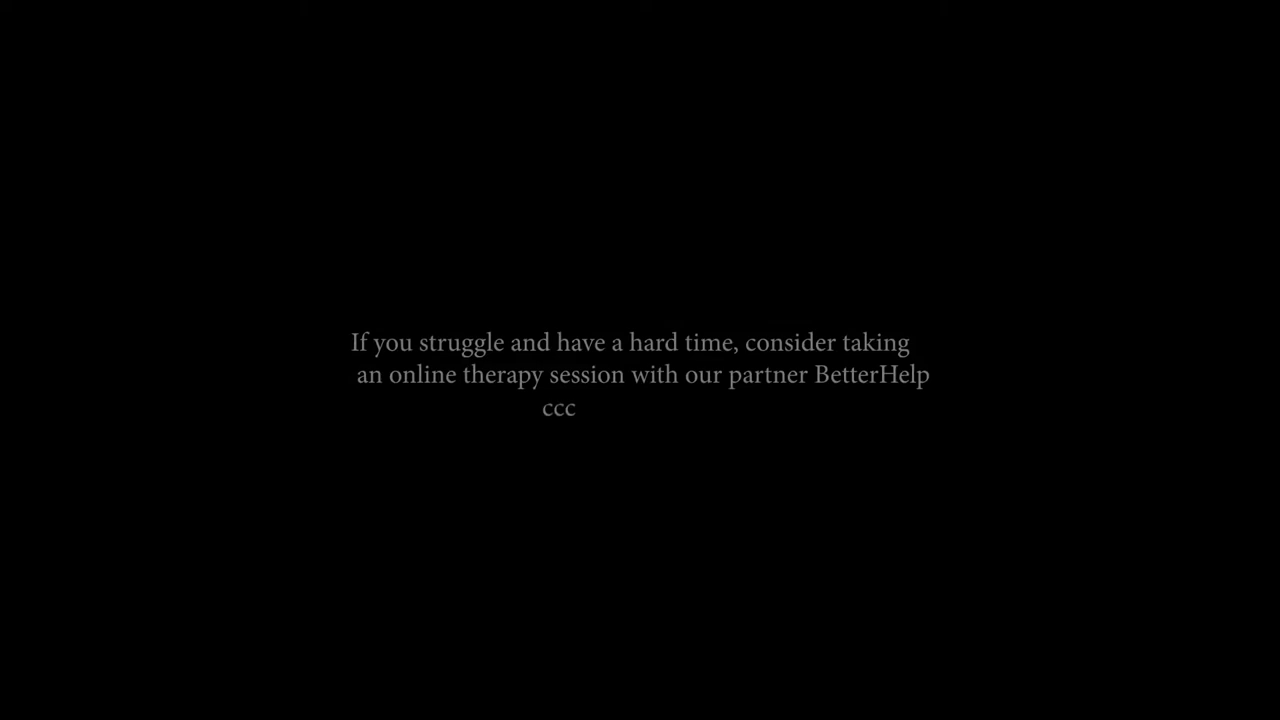 If you struggle and have a hard time, consider taking
an online therapy session with our partner BetterHelp
ccc